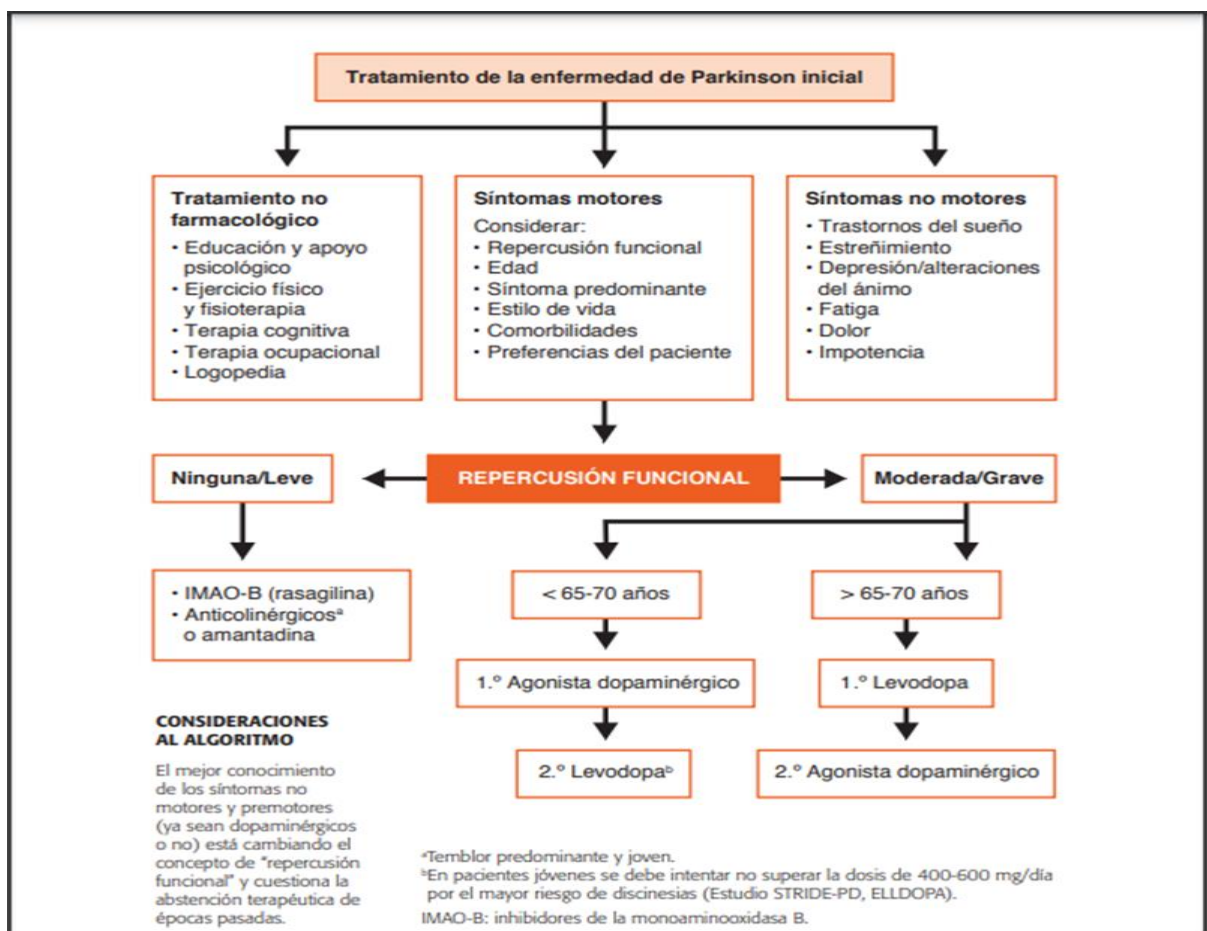 Tratamiento de la enfermedad de Parkinson inicial
Tratamiento no
farmacológico
• Educación y apoyo
psicológico
• Ejercicio físico
y fisioterapia
• Terapia cognitiva
• Terapia ocupacional
• Logopedia
Síntomas motores
Considerar:
• Repercusión funcional
• Edad
• Síntoma predominante
• Estilo de vida
• Comorbilidades
• Preferencias del paciente
Síntomas no motores
• Trastornos del sueño
• Estreñimiento
• Depresión/alteraciones
del ánimo
• Fatiga
• Dolor
• Impotencia
Ninguna/Leve
REPERCUSIÓN FUNCIONAL
Moderada/Grave
• IMAO-B (rasagilina)
• Anticolinérgicosª
o amantadina
< 65-70 años
> 65-70 años
1.º Agonista dopaminérgico
1.º Levodopa
2.º Levodopaᵇ
2.º Agonista dopaminérgico
CONSIDERACIONES
AL ALGORITMO
El mejor conocimiento
de los síntomas no
motores y premotores
(ya sean dopaminérgicos
o no) está cambiando el
concepto de “repercusión
funcional” y cuestiona la
abstención terapéutica de
épocas pasadas.
ªTemblor predominante y joven.
ᵇEn pacientes jóvenes se debe intentar no superar la dosis de 400-600 mg/día
por el mayor riesgo de discinesias (Estudio STRIDE-PD, ELLDOPA).
IMAO-B: inhibidores de la monoaminooxidasa B.